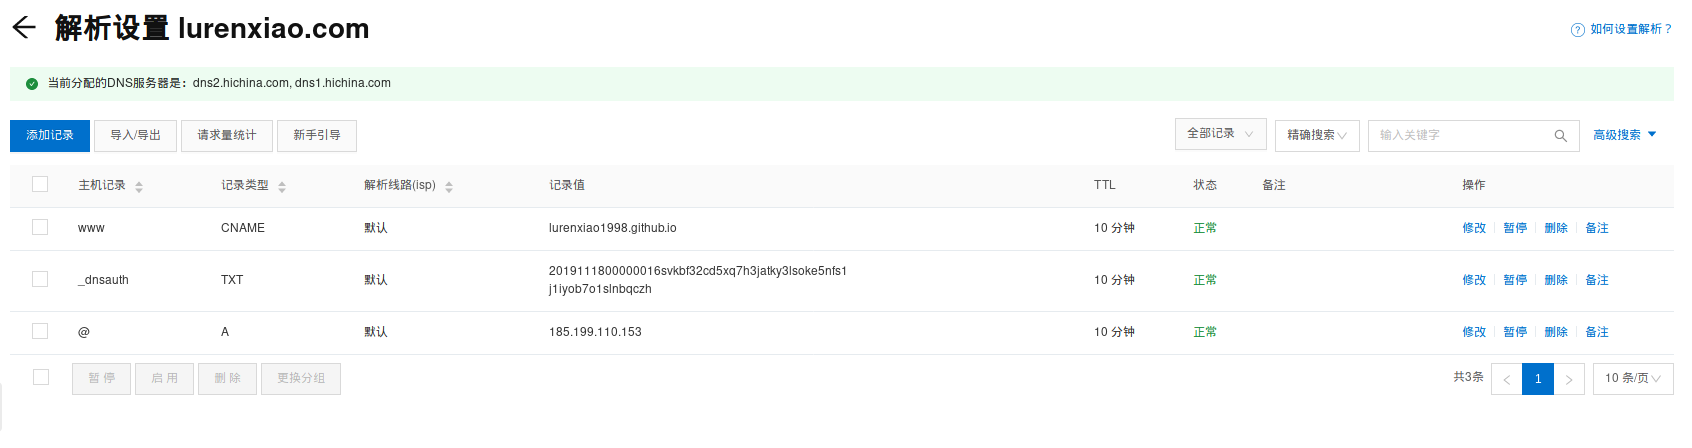 解析设置 lurenxiao.com
如何设置解析？
当前分配的DNS服务器是：dns2.hichina.com, dns1.hichina.com
添加记录 导入/导出 请求量统计 新手引导 全部记录 精确搜索 输入关键字 高级搜索
主机记录 记录类型 解析线路(isp) 记录值 TTL 状态 备注 操作
www CNAME 默认 lurenxiao1998.github.io 10 分钟 正常 修改 暂停 删除 备注
_dnsauth TXT 默认 2019111800000016svkbf32cd5xq7h3jatky3lsoke5nfs1 10 分钟 正常 修改 暂停 删除 备注
j1iyob7o1slnbqczh
@ A 默认 185.199.110.153 10 分钟 正常 修改 暂停 删除 备注
暂停 启用 删除 更换分组 共3条 1 10 条/页